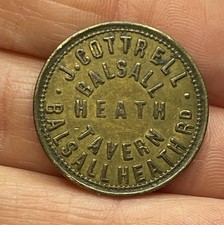 · J. COTTRELL ·
BALSALL
HEATH
TAVERN
BALSALL HEATH RD